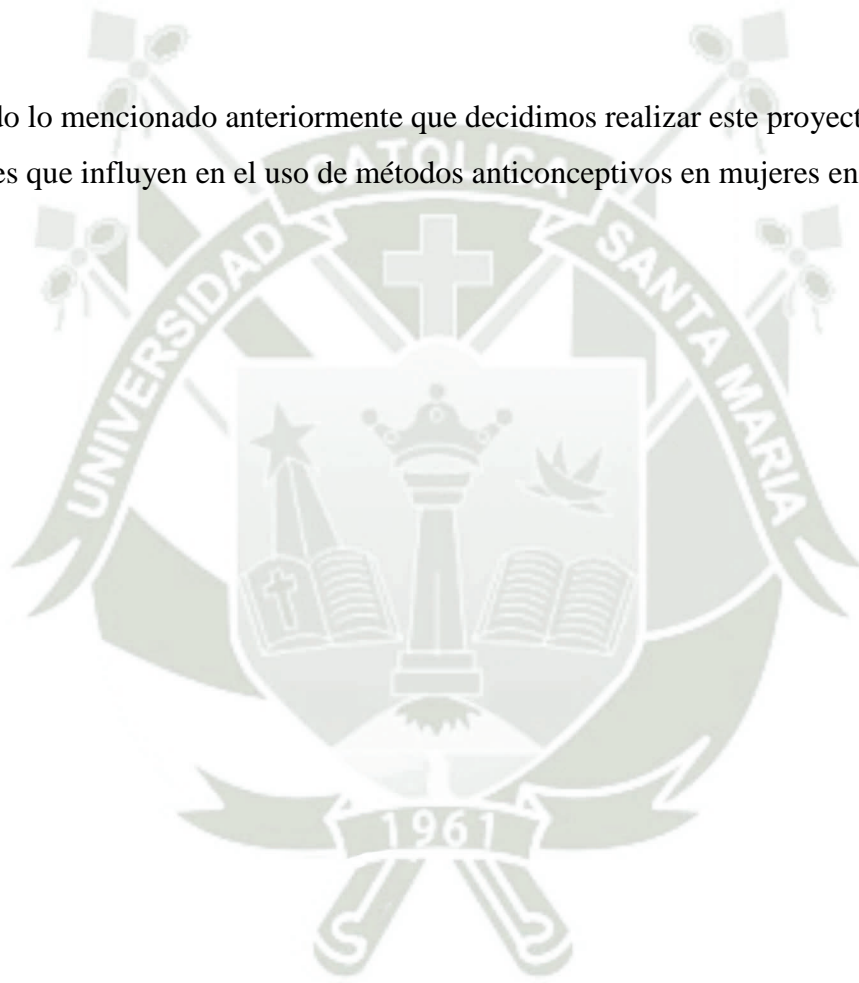 do lo mencionado anteriormente que decidimos realizar este proyect
es que influyen en el uso de métodos anticonceptivos en mujeres en
UNIVERSIDAD CATOLICA SANTA MARIA
1961